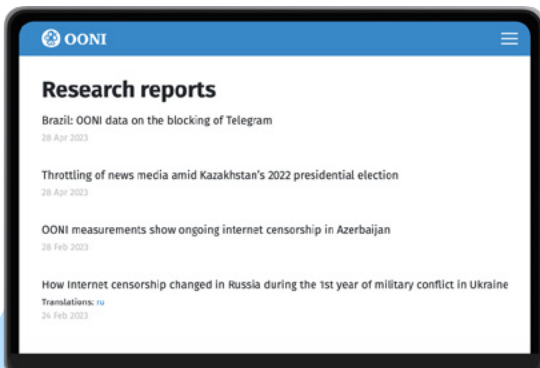 OONI
Research reports
Brazil: OONI data on the blocking of Telegram
28 Apr 2023
Throttling of news media amid Kazakhstan's 2022 presidential election
28 Apr 2023
OONI measurements show ongoing internet censorship in Azerbaijan
28 Feb 2023
How Internet censorship changed in Russia during the 1st year of military conflict in Ukraine
Translations: ru
24 Feb 2023